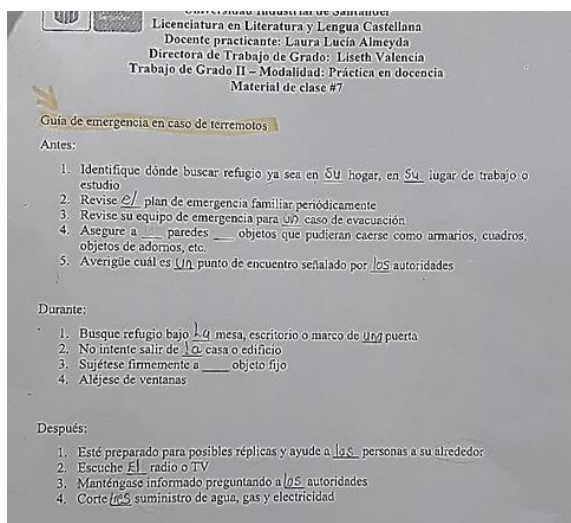 Universidad Industrial de Santander
Licenciatura en Literatura y Lengua Castellana
Docente practicante: Laura Lucía Almeyda
Directora de Trabajo de Grado: Liseth Valencia
Trabajo de Grado II – Modalidad: Práctica en docencia
Material de clase #7
Guía de emergencia en caso de terremotos
Antes:
1. Identifique dónde buscar refugio ya sea en Su hogar, en Su lugar de trabajo o
estudio
2. Revise el plan de emergencia familiar periódicamente
3. Revise su equipo de emergencia para un caso de evacuación
4. Asegure a ____ paredes ____ objetos que pudieran caerse como armarios, cuadros,
objetos de adornos, etc.
5. Averigüe cuál es Un punto de encuentro señalado por los autoridades
Durante:
1. Busque refugio bajo La mesa, escritorio o marco de una puerta
2. No intente salir de la casa o edificio
3. Sujétese firmemente a ____ objeto fijo
4. Aléjese de ventanas
Después:
1. Esté preparado para posibles réplicas y ayude a las personas a su alrededor
2. Escuche El radio o TV
3. Manténgase informado preguntando a los autoridades
4. Corte suministro de agua, gas y electricidad